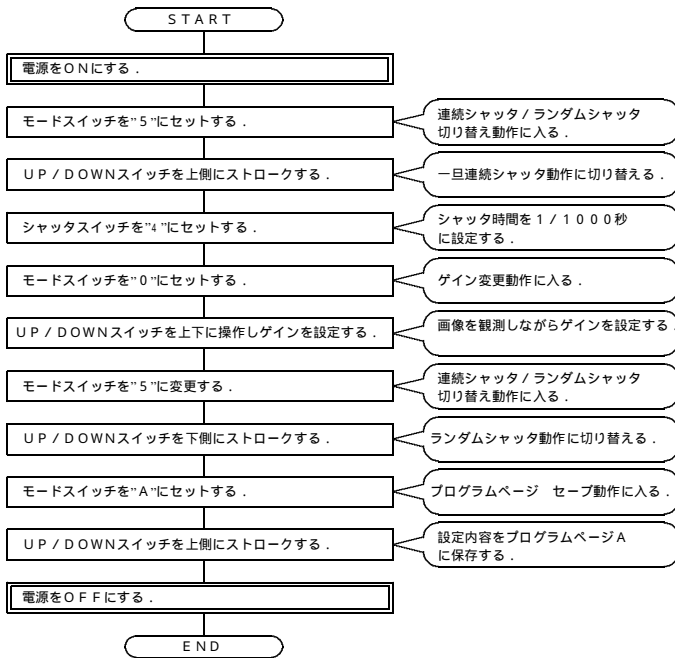 ＳＴＡＲＴ
電源をＯＮにする．
モードスイッチを”５”にセットする．
連続シャッタ／ランダムシャッタ
切り替え動作に入る．
ＵＰ／ＤＯＷＮスイッチを上側にストロークする．
一旦連続シャッタ動作に切り替える．
シャッタスイッチを”4”にセットする．
シャッタ時間を１／１０００秒
に設定する．
モードスイッチを”０”にセットする．
ゲイン変更動作に入る．
ＵＰ／ＤＯＷＮスイッチを上下に操作しゲインを設定する．
画像を観測しながらゲインを設定する．
モードスイッチを”５”に変更する．
連続シャッタ／ランダムシャッタ
切り替え動作に入る．
ＵＰ／ＤＯＷＮスイッチを下側にストロークする．
ランダムシャッタ動作に切り替える．
モードスイッチを”Ａ”にセットする．
プログラムページ　セーブ動作に入る．
ＵＰ／ＤＯＷＮスイッチを上側にストロークする．
設定内容をプログラムページＡ
に保存する．
電源をＯＦＦにする．
ＥＮＤ